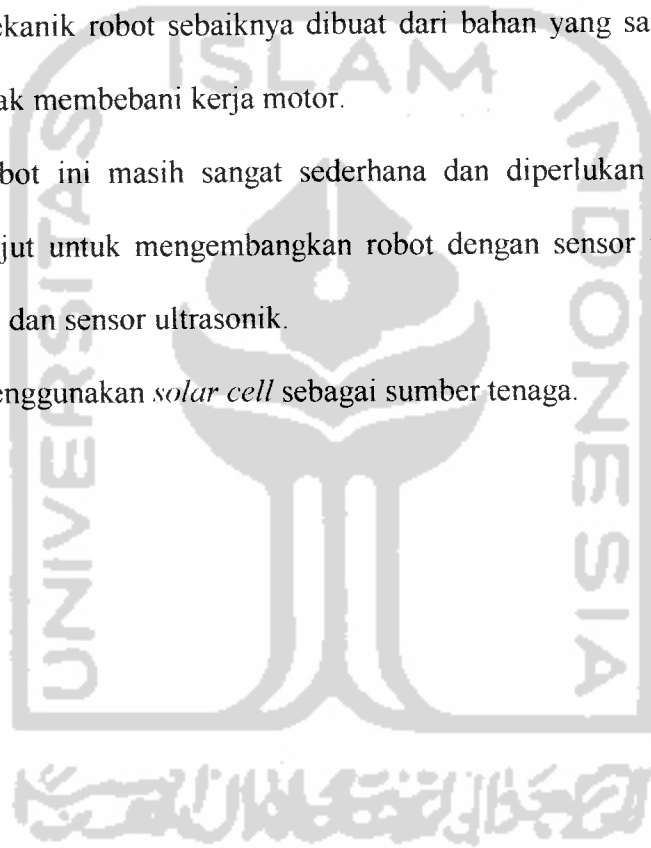 ekanik robot sebaiknya dibuat dari bahan yang sa
ak membebani kerja motor.
bot ini masih sangat sederhana dan diperlukan
jut untuk mengembangkan robot dengan sensor
dan sensor ultrasonik.
enggunakan solar cell sebagai sumber tenaga.
ISLAM
UNIVERSITAS
INDONESIA